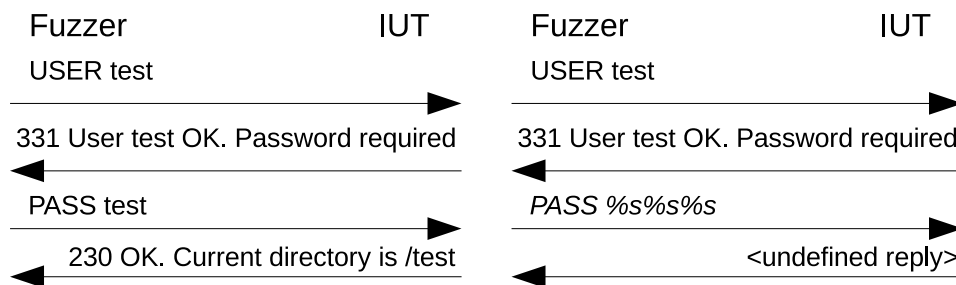 Fuzzer IUT
USER test
331 User test OK. Password required
PASS test
230 OK. Current directory is /test
Fuzzer IUT
USER test
331 User test OK. Password required
PASS %s%s%s
<undefined reply>